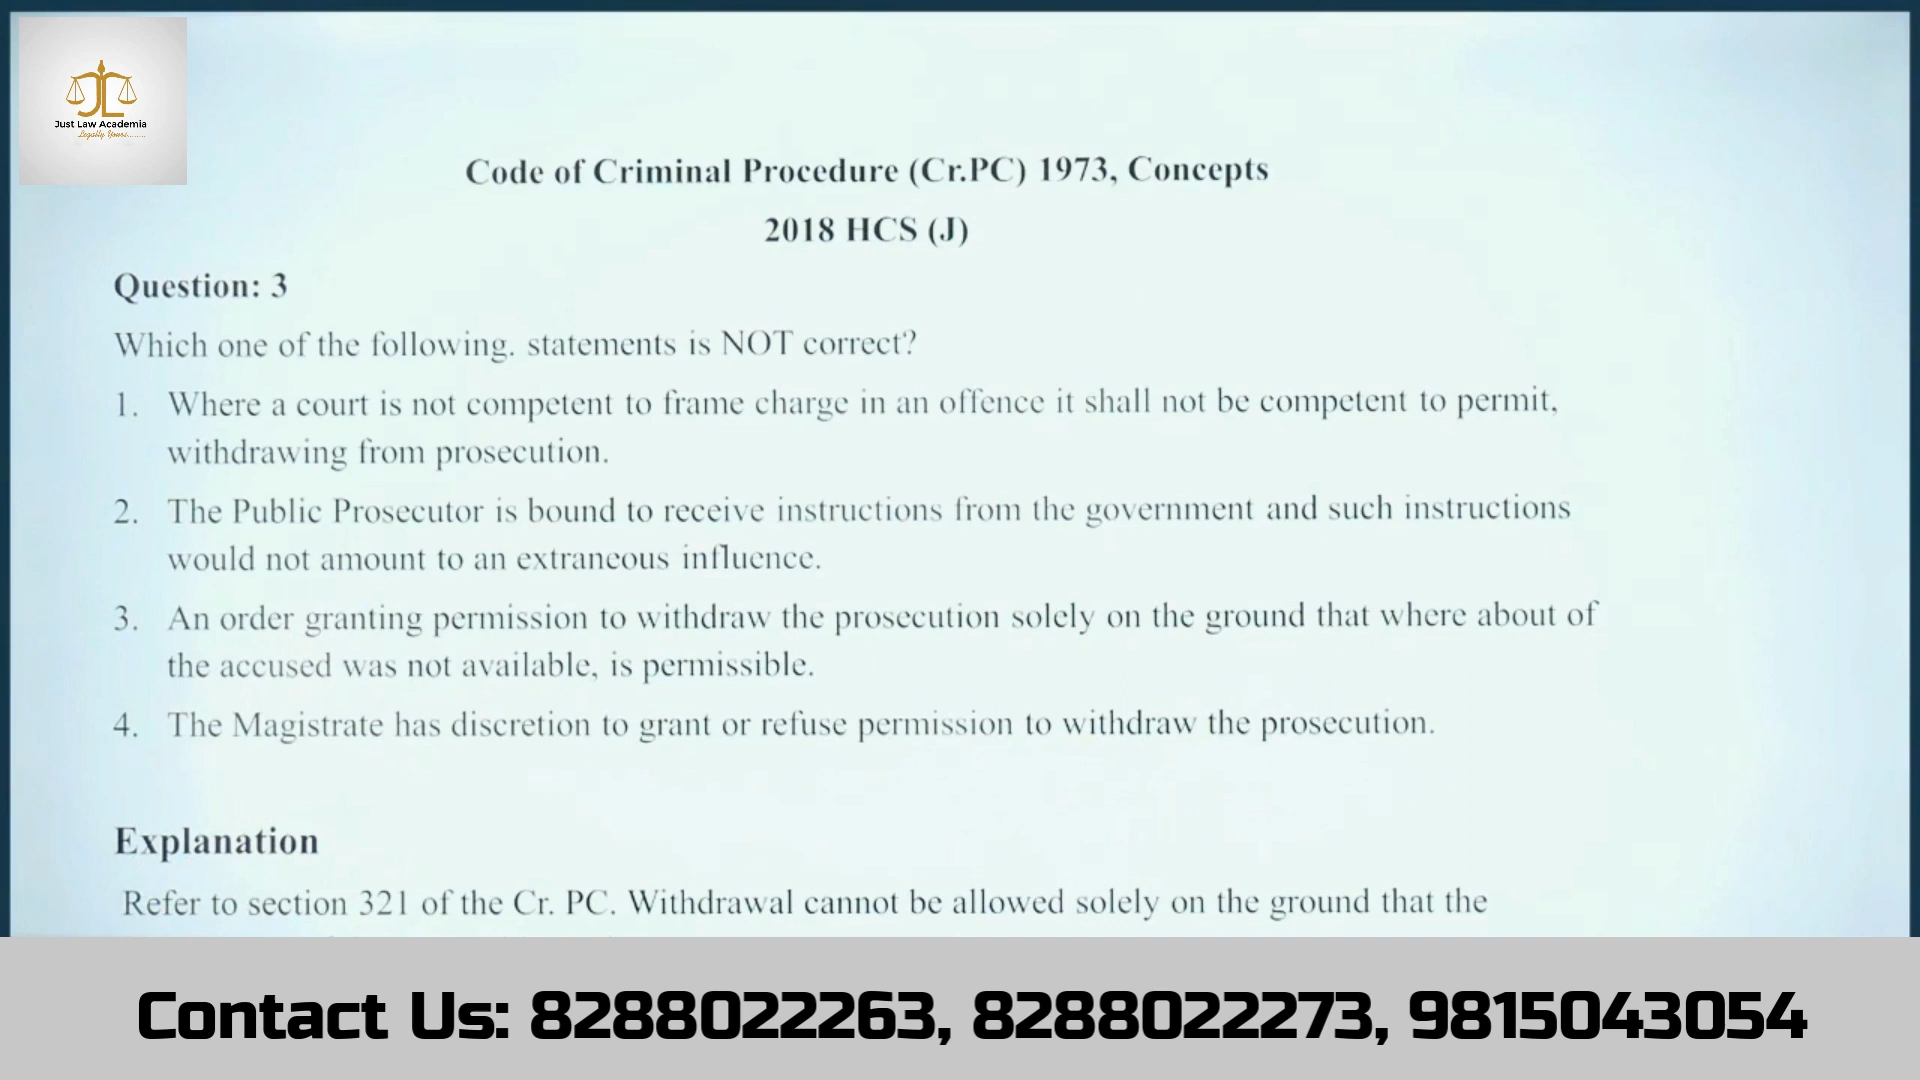 JL
Just Law Academia
Legally Yours.......
Code of Criminal Procedure (Cr.PC) 1973, Concepts
2018 HCS (J)
Question: 3
Which one of the following. statements is NOT correct?
1. Where a court is not competent to frame charge in an offence it shall not be competent to permit,
withdrawing from prosecution.
2. The Public Prosecutor is bound to receive instructions from the government and such instructions
would not amount to an extraneous influence.
3. An order granting permission to withdraw the prosecution solely on the ground that where about of
the accused was not available, is permissible.
4. The Magistrate has discretion to grant or refuse permission to withdraw the prosecution.
Explanation
Refer to section 321 of the Cr. PC. Withdrawal cannot be allowed solely on the ground that the
Contact Us: 8288022263, 8288022273, 9815043054